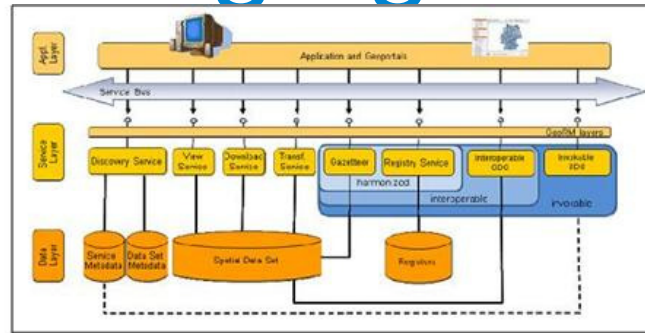 Appl.
Layer
Application and Geoportals
Service Bus
GeoRM layers
Service
Layer
Discovery Service
View
Service
Download
Service
Transf.
Service
Gazetteer
Registry Service
Interoperable
SDS
Invokable
SDS
harmonized
interoperable
invokable
Data
Layer
Service
Metadata
Data Set
Metadata
Spatial Data Set
Registers